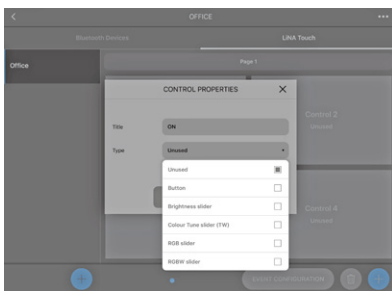 OFFICE
Bluetooth Devices
LiNA Touch
Office
Page 1
CONTROL PROPERTIES
Title
ON
Type
Unused
Unused
Button
Brightness slider
Colour Tune slider (TW)
RGB slider
RGBW slider
Control 2
Unused
Control 4
Unused
CONFIGURATION